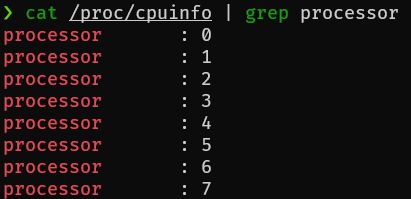 ❯ cat /proc/cpuinfo | grep processor
processor       : 0
processor       : 1
processor       : 2
processor       : 3
processor       : 4
processor       : 5
processor       : 6
processor       : 7